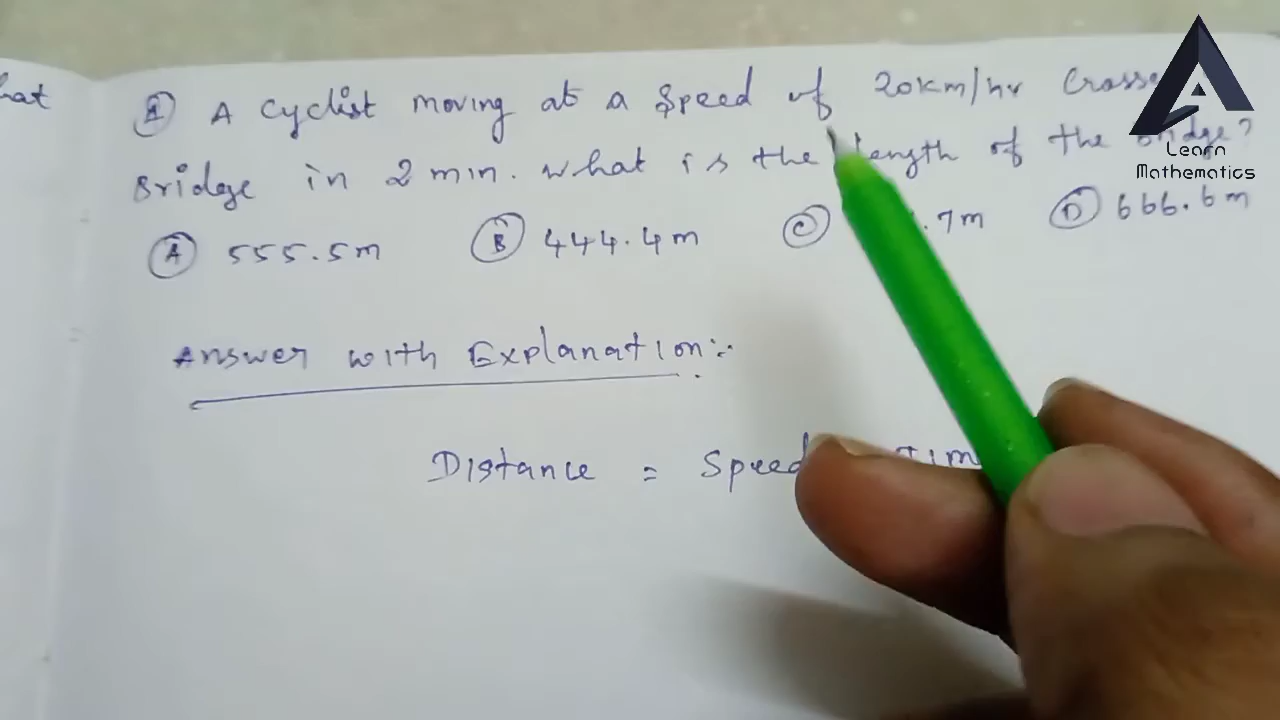 hat
A cyclist moving at a speed of 20km/hr
Bridge in 2 min. what is the length of the Bridge?
A 555.5m B 444.4m C .7m D 666.6m
Answer with Explanation:-
Distance = Speed
Learn
Mathematics